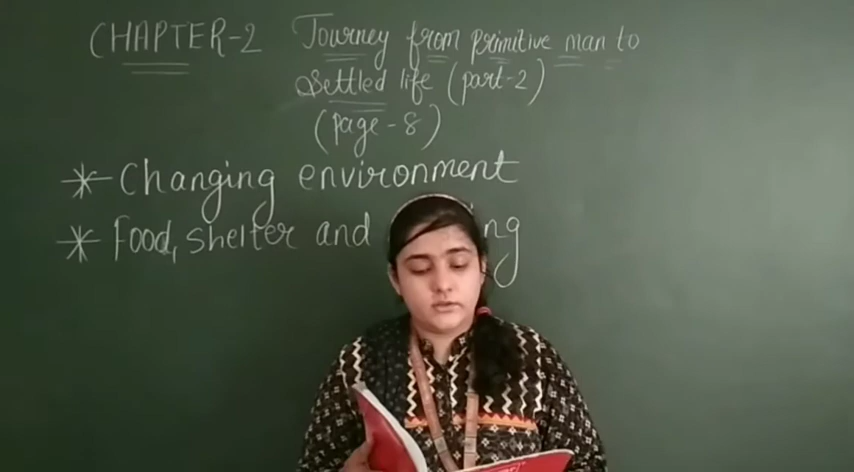 CHAPTER-2 Journey from primitive man to
settled life (part-2)
(page-8)
* Changing environment
* Food, shelter and